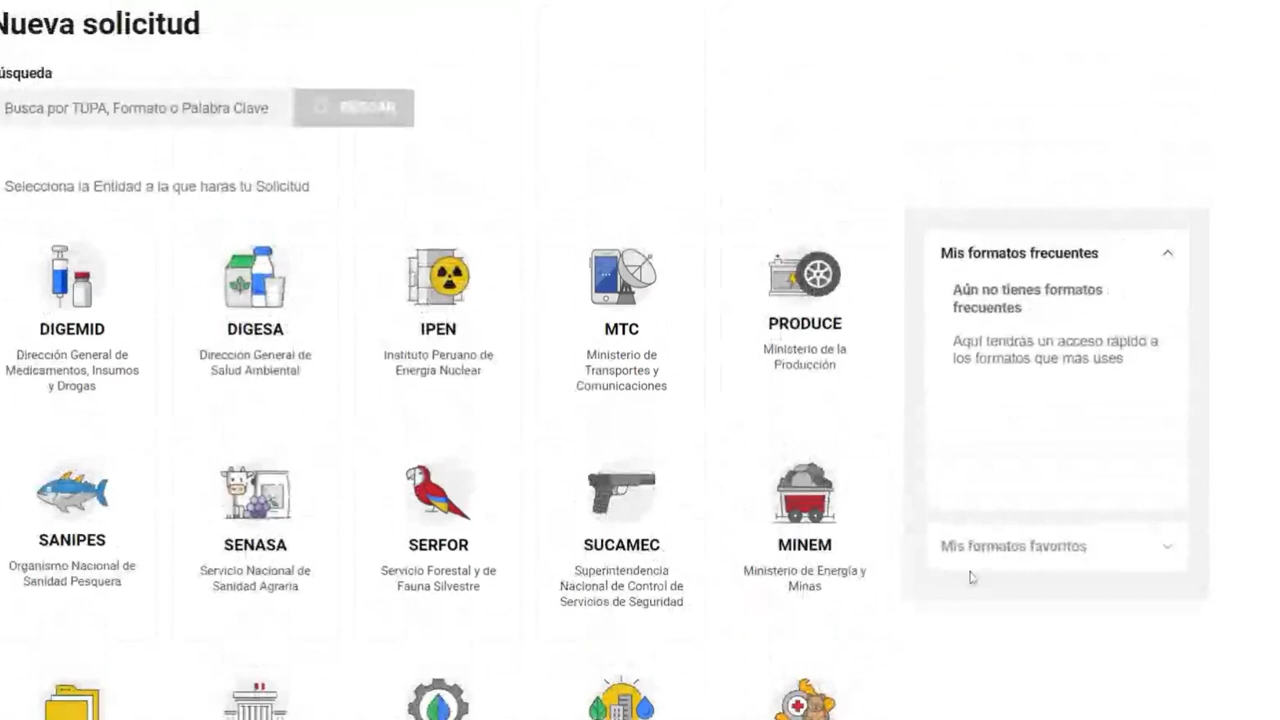 Nueva solicitud
úsqueda
Busca por TUPA, Formato o Palabra Clave
BUSCAR
Selecciona la Entidad a la que harás tu Solicitud
DIGEMID
Dirección General de
Medicamentos, Insumos
y Drogas
DIGESA
Dirección General de
Salud Ambiental
IPEN
Instituto Peruano de
Energía Nuclear
MTC
Ministerio de
Transportes y
Comunicaciones
PRODUCE
Ministerio de la
Producción
SANIPES
Organismo Nacional de
Sanidad Pesquera
SENASA
Servicio Nacional de
Sanidad Agraria
SERFOR
Servicio Forestal y de
Fauna Silvestre
SUCAMEC
Superintendencia
Nacional de Control de
Servicios de Seguridad
MINEM
Ministerio de Energía y
Minas
Mis formatos frecuentes
Aún no tienes formatos
frecuentes
Aquí tendrás un acceso rápido a
los formatos que mas uses
Mis formatos favoritos